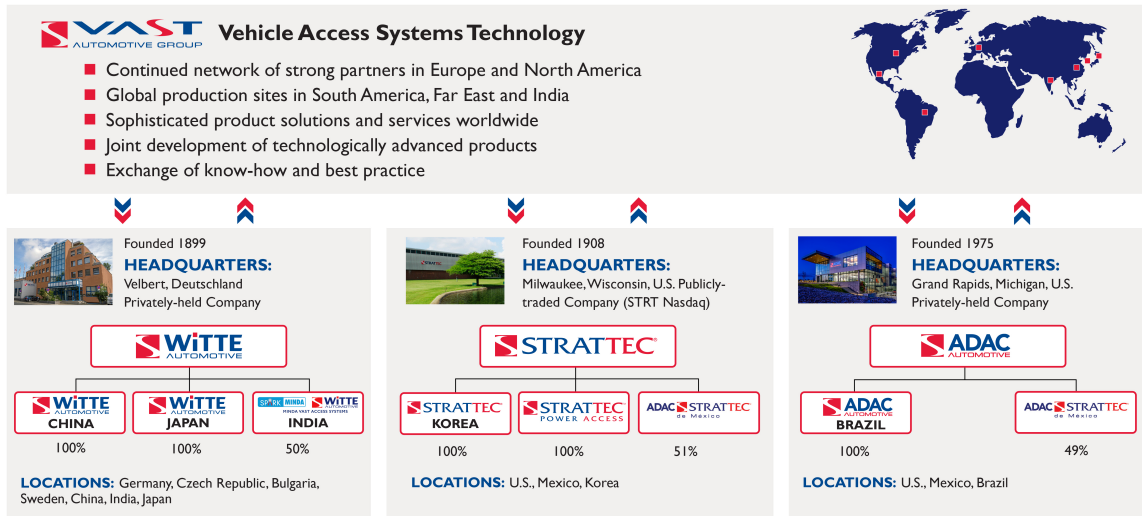 VAST
AUTOMOTIVE GROUP
Vehicle Access Systems Technology
Continued network of strong partners in Europe and North America
Global production sites in South America, Far East and India
Sophisticated product solutions and services worldwide
Joint development of technologically advanced products
Exchange of know-how and best practice
Founded 1899
HEADQUARTERS:
Velbert, Deutschland
Privately-held Company
WiTTE
AUTOMOTIVE
WiTTE
AUTOMOTIVE
CHINA
100%
WiTTE
AUTOMOTIVE
JAPAN
100%
SPARK MINDA WiTTE
AUTOMOTIVE
MINDA VAST ACCESS SYSTEMS
INDIA
50%
LOCATIONS: Germany, Czech Republic, Bulgaria,
Sweden, China, India, Japan
STRATTEC
Founded 1908
HEADQUARTERS:
Milwaukee, Wisconsin, U.S. Publicly-
traded Company (STRT Nasdaq)
STRATTEC®
STRATTEC
KOREA
100%
STRATTEC
POWER ACCESS
100%
ADAC STRATTEC
de México
51%
LOCATIONS: U.S., Mexico, Korea
Founded 1975
HEADQUARTERS:
Grand Rapids, Michigan, U.S.
Privately-held Company
ADAC
AUTOMOTIVE
ADAC
AUTOMOTIVE
BRAZIL
100%
ADAC STRATTEC
de México
49%
LOCATIONS: U.S., Mexico, Brazil